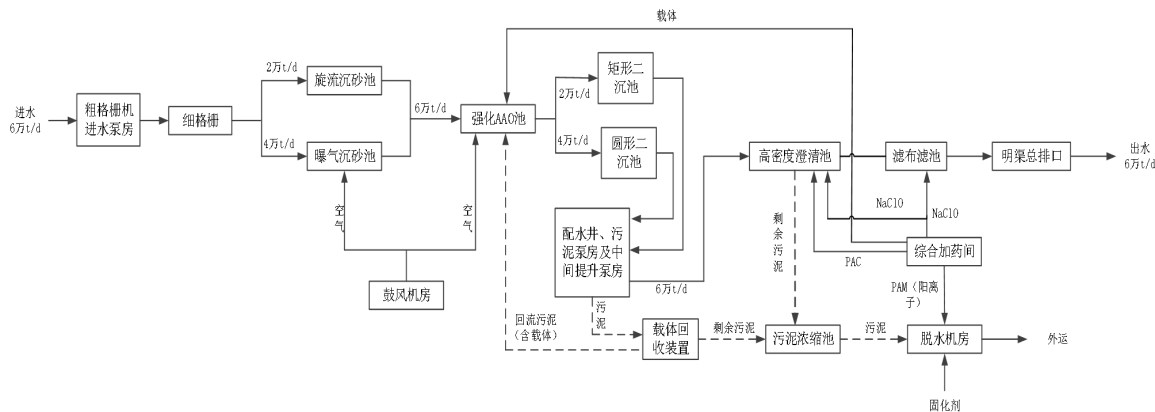 载体
2万t/d
旋流沉砂池
矩形二
沉池
2万t/d
进水
6万t/d
粗格栅机
进水泵房
细格栅
6万t/d
强化AAO池
4万t/d
曝气沉砂池
4万t/d
圆形二
沉池
高密度澄清池
滤布滤池
明渠总排口
出水
6万t/d
空气
空气
NaClO
NaClO
剩余污泥
配水井、污
泥泵房及中
间提升泵房
6万t/d
PAC
综合加药间
PAM（阳离
子）
鼓风机房
污泥
回流污泥
（含载体）
载体回
收装置
剩余污泥
污泥浓缩池
污泥
脱水机房
外运
固化剂